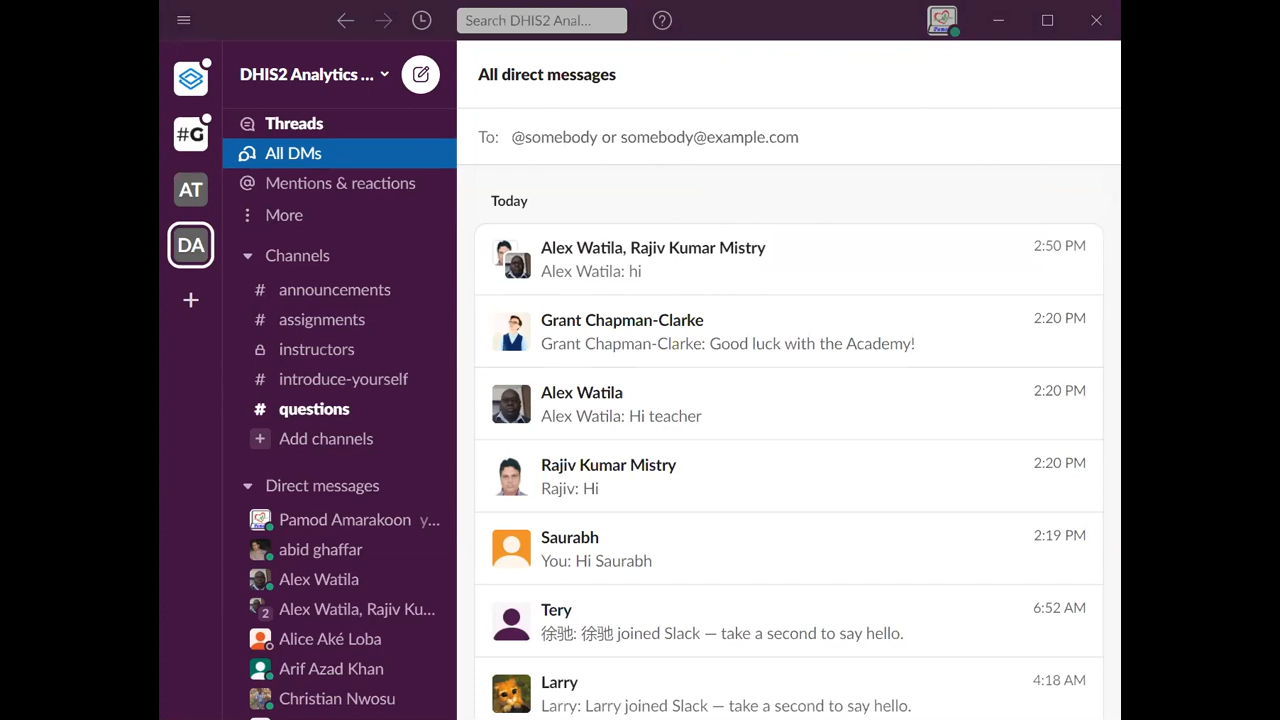 Search DHIS2 Anal...
#G
AT
DA
DHIS2 Analytics ...
Threads
All DMs
Mentions & reactions
More
Channels
# announcements
# assignments
instructors
# introduce-yourself
# questions
+ Add channels
Direct messages
Pamod Amarakoon y...
abid ghaffar
Alex Watila
2 Alex Watila, Rajiv Ku...
Alice Aké Loba
Arif Azad Khan
Christian Nwosu
All direct messages
To: @somebody or somebody@example.com
Today
Alex Watila, Rajiv Kumar Mistry 2:50 PM
Alex Watila: hi
Grant Chapman-Clarke 2:20 PM
Grant Chapman-Clarke: Good luck with the Academy!
Alex Watila 2:20 PM
Alex Watila: Hi teacher
Rajiv Kumar Mistry 2:20 PM
Rajiv: Hi
Saurabh 2:19 PM
You: Hi Saurabh
Tery 6:52 AM
徐驰: 徐驰 joined Slack — take a second to say hello.
Larry 4:18 AM
Larry: Larry joined Slack — take a second to say hello.